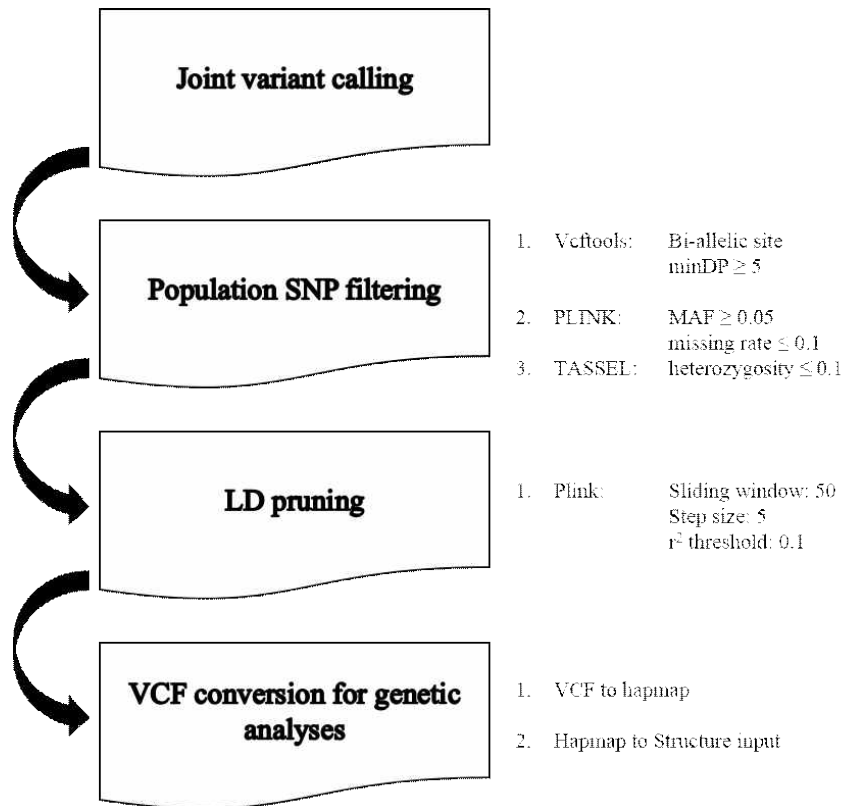 Joint variant calling
Population SNP filtering
1. Vcftools: Bi-allelic site
minDP ≥ 5
2. PLINK: MAF ≥ 0.05
missing rate ≤ 0.1
3. TASSEL: heterozygosity ≤ 0.1
LD pruning
1. Plink: Sliding window: 50
Step size: 5
r² threshold: 0.1
VCF conversion for genetic
analyses
1. VCF to hapmap
2. Hapmap to Structure input